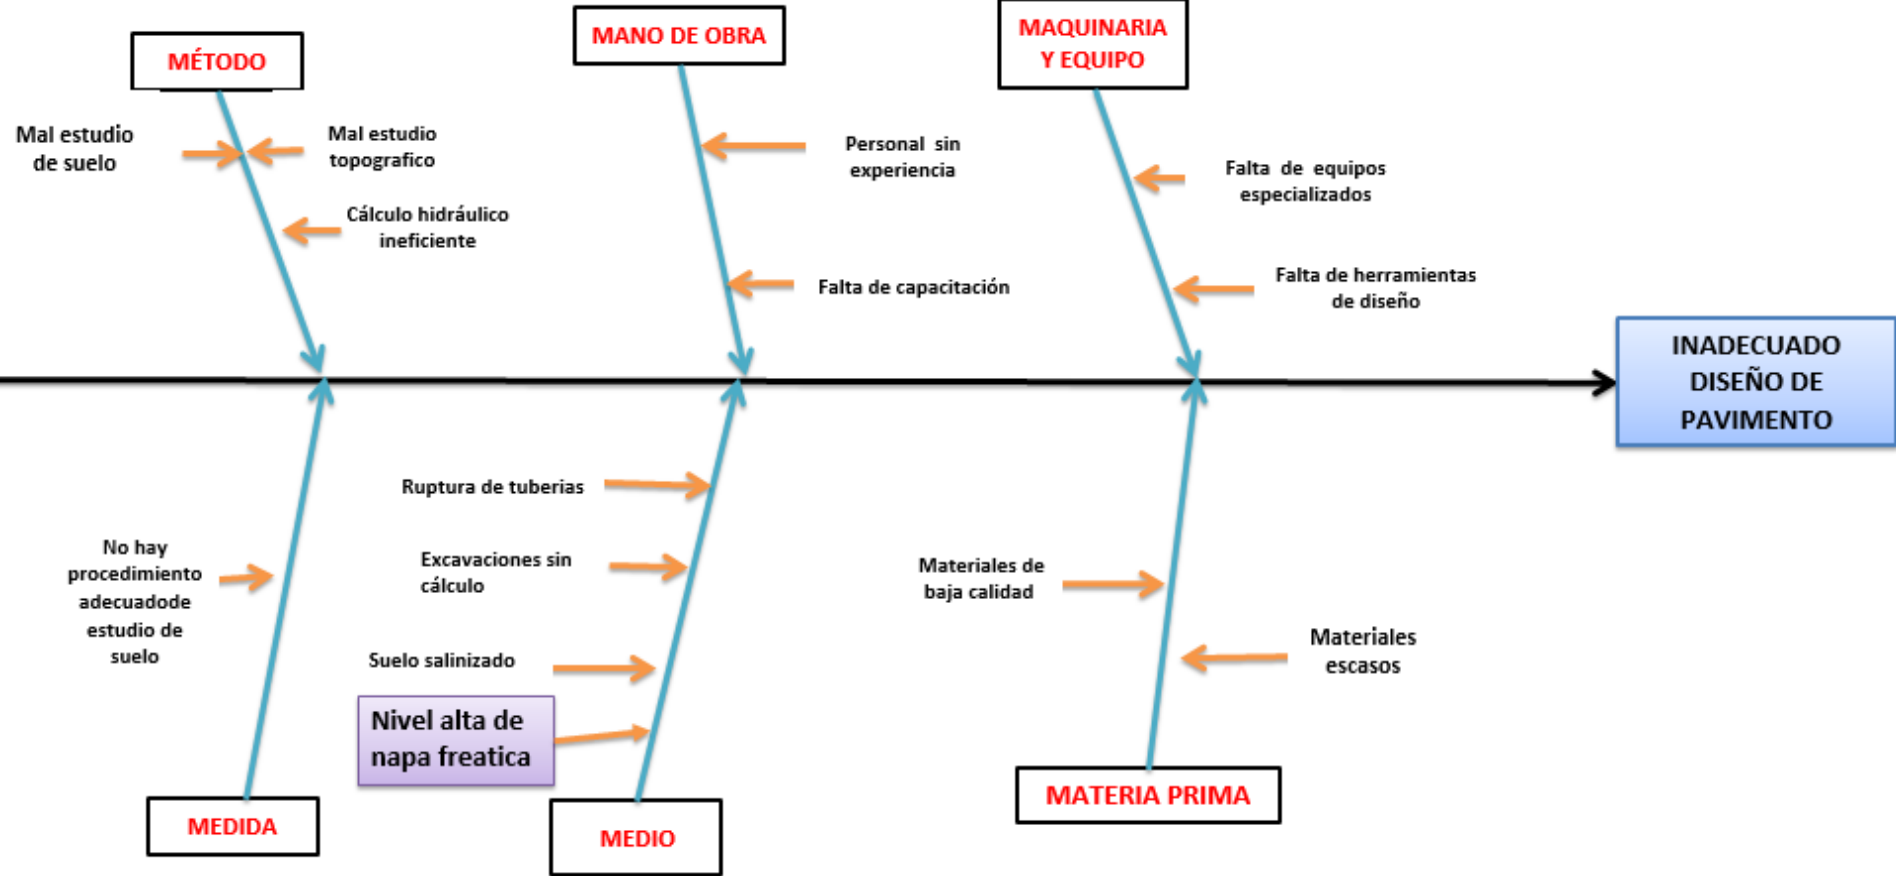 MÉTODO
MANO DE OBRA
MAQUINARIA
Y EQUIPO
Mal estudio
de suelo
Mal estudio
topografico
Cálculo hidráulico
ineficiente
Personal sin
experiencia
Falta de capacitación
Falta de equipos
especializados
Falta de herramientas
de diseño
INADECUADO
DISEÑO DE
PAVIMENTO
No hay
procedimiento
adecuadode
estudio de
suelo
Ruptura de tuberias
Excavaciones sin
cálculo
Suelo salinizado
Nivel alta de
napa freatica
Materiales de
baja calidad
Materiales
escasos
MEDIDA
MEDIO
MATERIA PRIMA